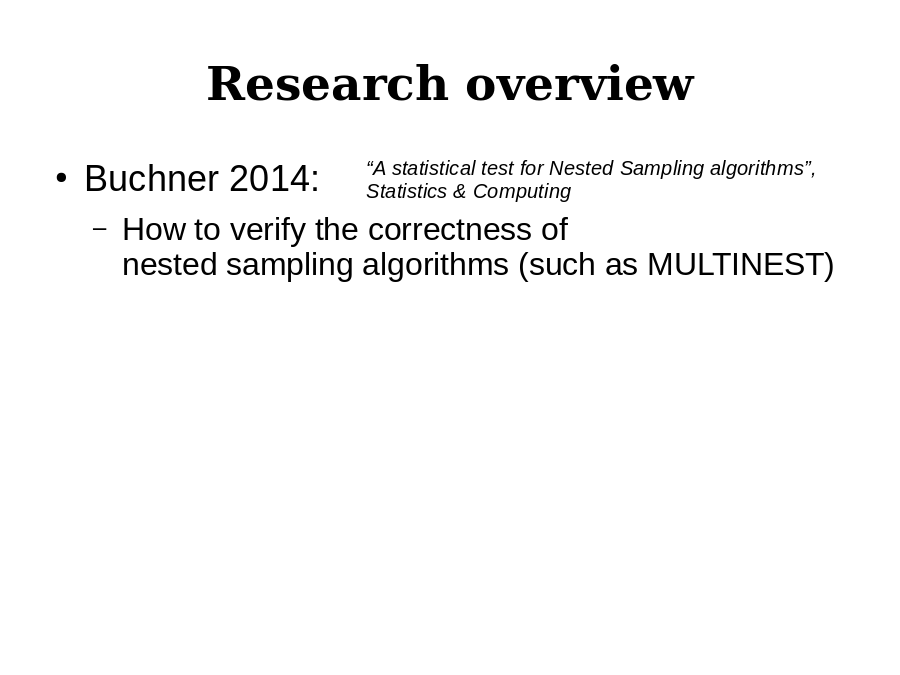 Research overview
• Buchner 2014:
“A statistical test for Nested Sampling algorithms”,
Statistics & Computing
– How to verify the correctness of
nested sampling algorithms (such as MULTINEST)